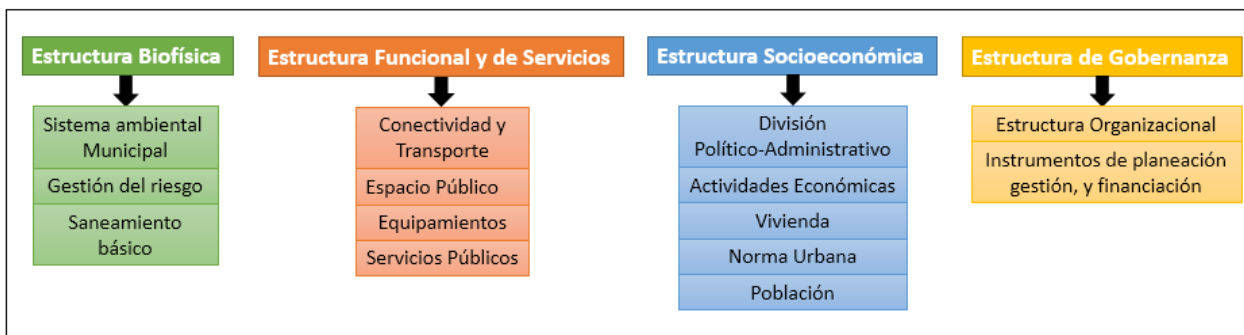 Estructura Biofísica
Sistema ambiental
Municipal
Gestión del riesgo
Saneamiento
básico
Estructura Funcional y de Servicios
Conectividad y
Transporte
Espacio Público
Equipamientos
Servicios Públicos
Estructura Socioeconómica
División
Político-Administrativo
Actividades Económicas
Vivienda
Norma Urbana
Población
Estructura de Gobernanza
Estructura Organizacional
Instrumentos de planeación
gestión, y financiación